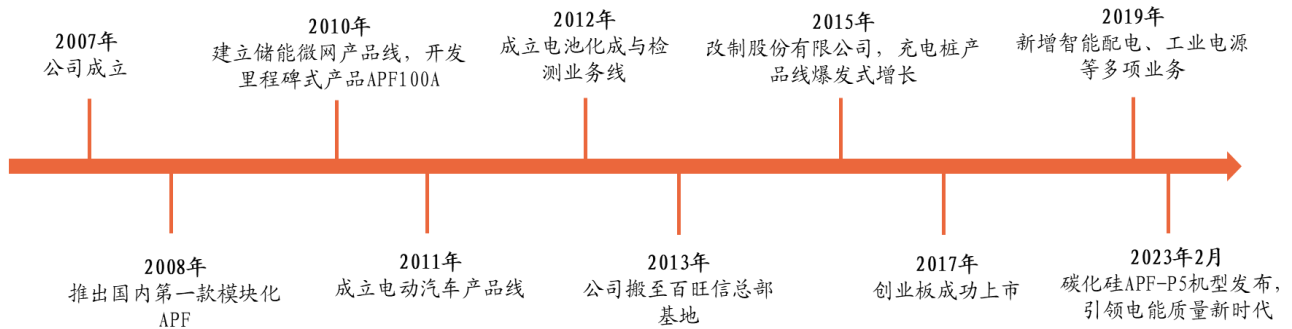 2007年
公司成立
2010年
建立储能微网产品线，开发
里程碑式产品APF100A
2012年
成立电池化成与检
测业务线
2015年
改制股份有限公司，充电桩产
品线爆发式增长
2019年
新增智能配电、工业电源
等多项业务
2008年
推出国内第一款模块化
APF
2011年
成立电动汽车产品线
2013年
公司搬至百旺信总部
基地
2017年
创业板成功上市
2023年2月
碳化硅APF-P5机型发布，
引领电能质量新时代